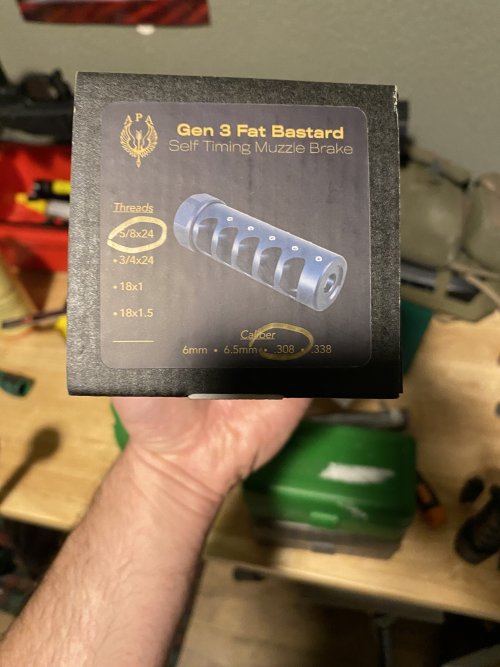 APA
Gen 3 Fat Bastard
Self Timing Muzzle Brake
Threads
• 5/8x24
• 3/4x24
• 18x1
• 18x1.5
Caliber
6mm • 6.5mm • .308 • .338